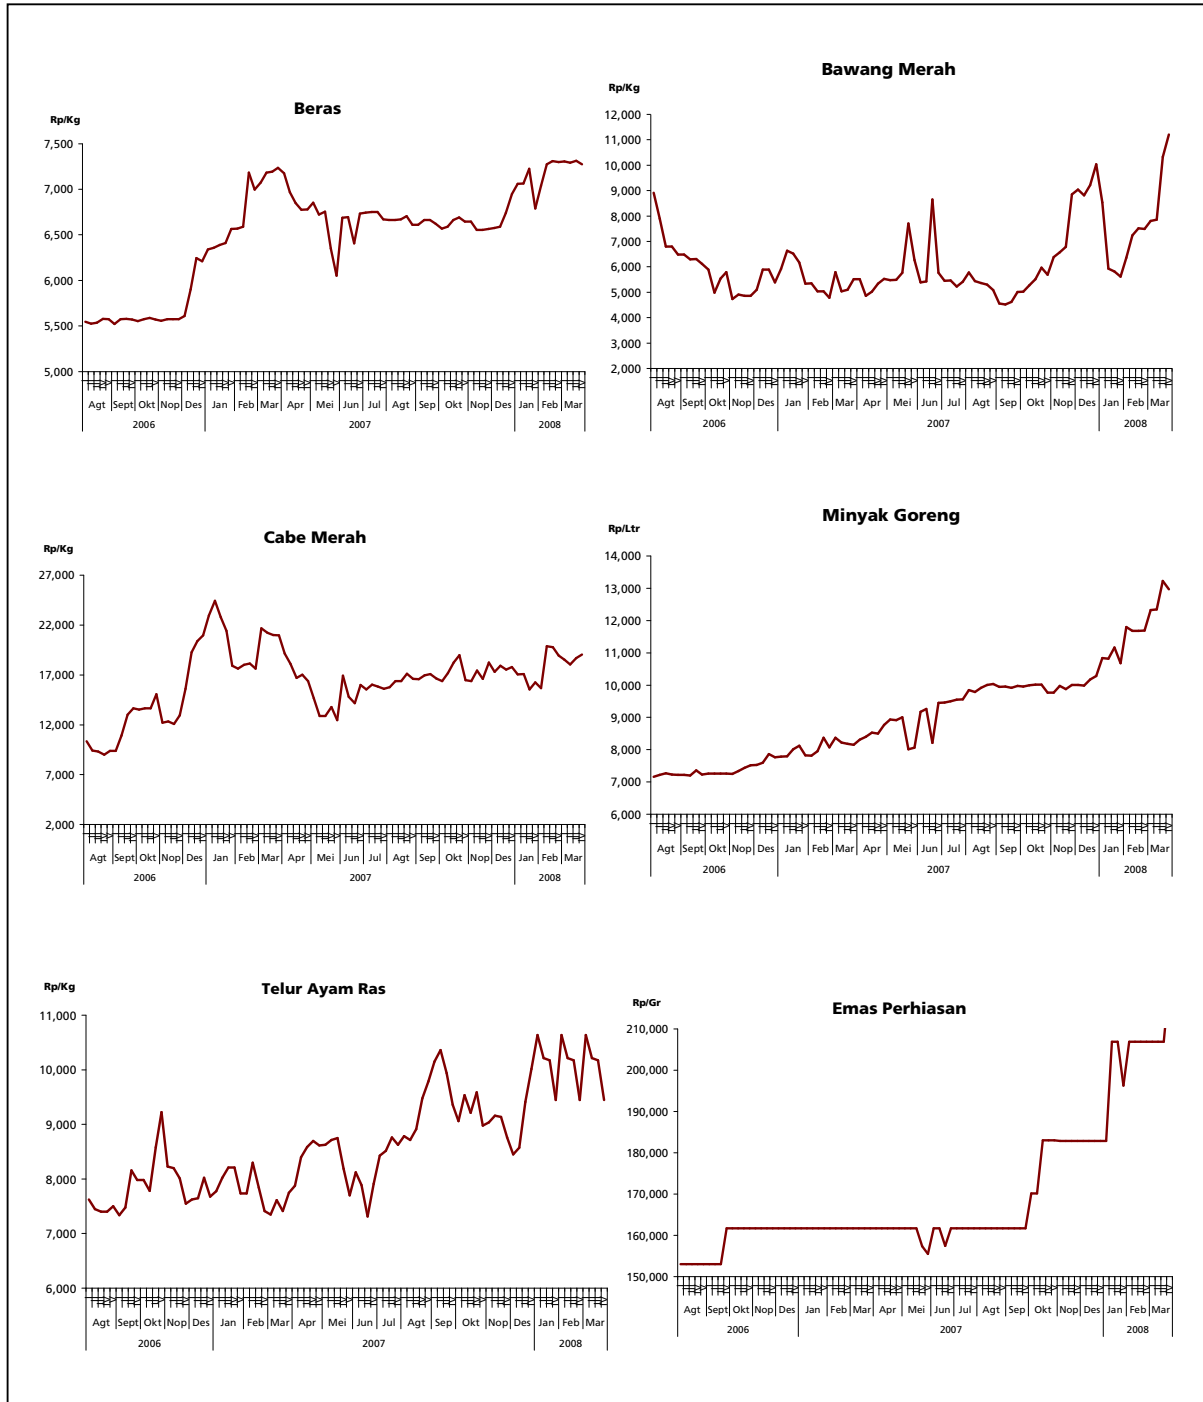 Beras
Rp/Kg
7,500
7,000
6,500
6,000
5,500
5,000
Agt Sept Okt Nop Des Jan Feb Mar Apr Mei Jun Jul Agt Sep Okt Nop Des Jan Feb Mar
2006 2007 2008
Bawang Merah
Rp/Kg
12,000
11,000
10,000
9,000
8,000
7,000
6,000
5,000
4,000
3,000
2,000
Agt Sept Okt Nop Des Jan Feb Mar Apr Mei Jun Jul Agt Sep Okt Nop Des Jan Feb Mar
2006 2007 2008
Cabe Merah
Rp/Kg
27,000
22,000
17,000
12,000
7,000
2,000
Agt Sept Okt Nop Des Jan Feb Mar Apr Mei Jun Jul Agt Sep Okt Nop Des Jan Feb Mar
2006 2007 2008
Minyak Goreng
Rp/Ltr
14,000
13,000
12,000
11,000
10,000
9,000
8,000
7,000
6,000
Agt Sept Okt Nop Des Jan Feb Mar Apr Mei Jun Jul Agt Sep Okt Nop Des Jan Feb Mar
2006 2007 2008
Telur Ayam Ras
Rp/Kg
11,000
10,000
9,000
8,000
7,000
6,000
Agt Sept Okt Nop Des Jan Feb Mar Apr Mei Jun Jul Agt Sep Okt Nop Des Jan Feb Mar
2006 2007 2008
Emas Perhiasan
Rp/Gr
210,000
200,000
190,000
180,000
170,000
160,000
150,000
Agt Sept Okt Nop Des Jan Feb Mar Apr Mei Jun Jul Agt Sep Okt Nop Des Jan Feb Mar
2006 2007 2008